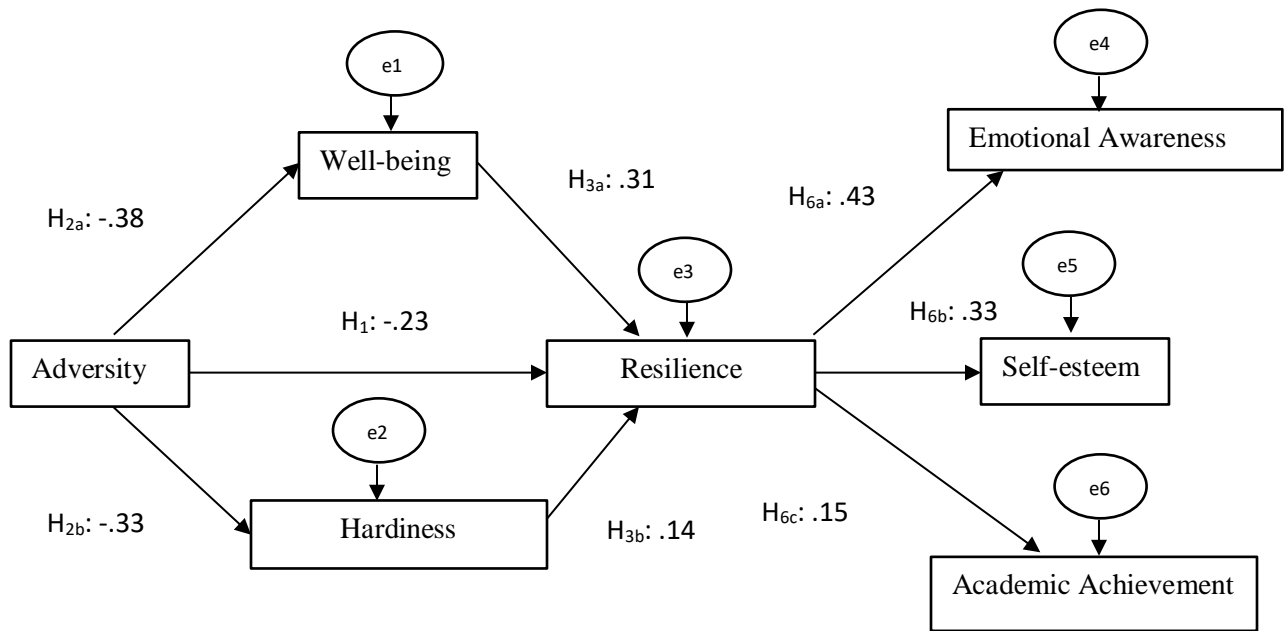 e4
e1
Emotional Awareness
Well-being
H3a: .31
H6a: .43
H2a: -.38
e3
e5
H1: -.23
H6b: .33
Adversity
Resilience
Self-esteem
e2
e6
H2b: -.33
Hardiness
H3b: .14
H6c: .15
Academic Achievement